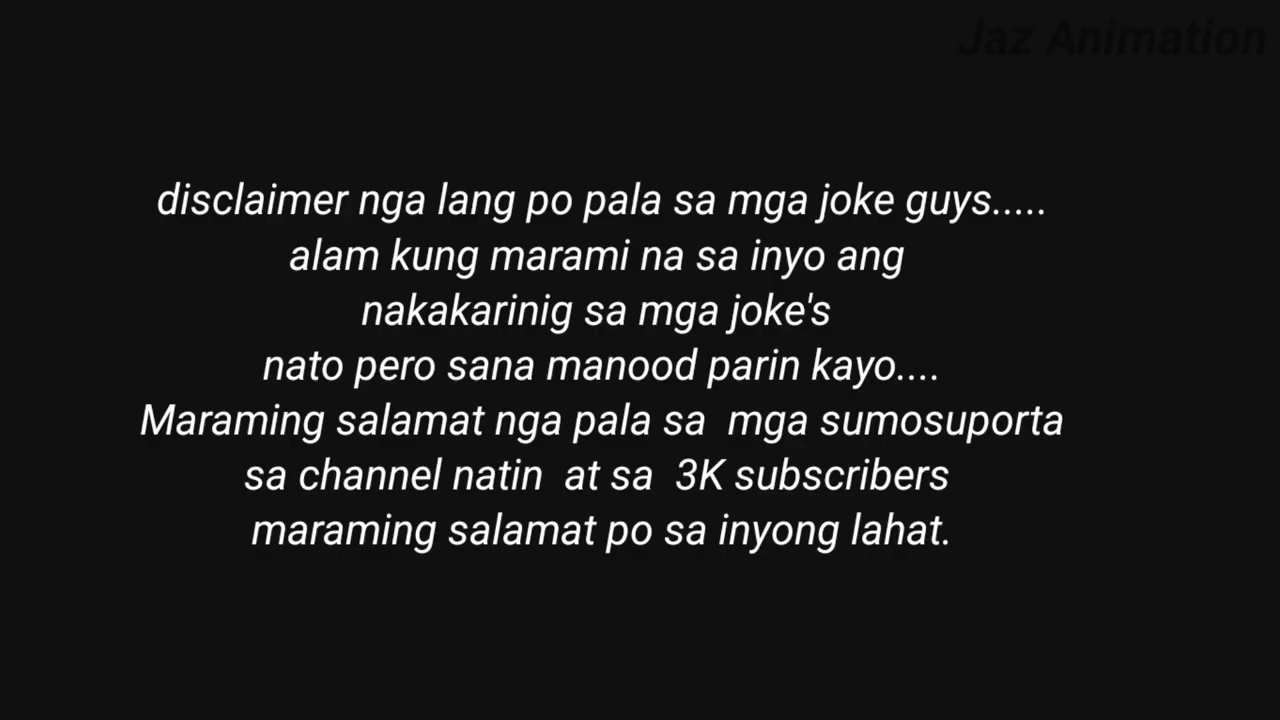 Jaz Animation
disclaimer nga lang po pala sa mga joke guys.....
alam kung marami na sa inyo ang
nakakarinig sa mga joke's
nato pero sana manood parin kayo....
Maraming salamat nga pala sa  mga sumosuporta
sa channel natin  at sa  3K subscribers
maraming salamat po sa inyong lahat.